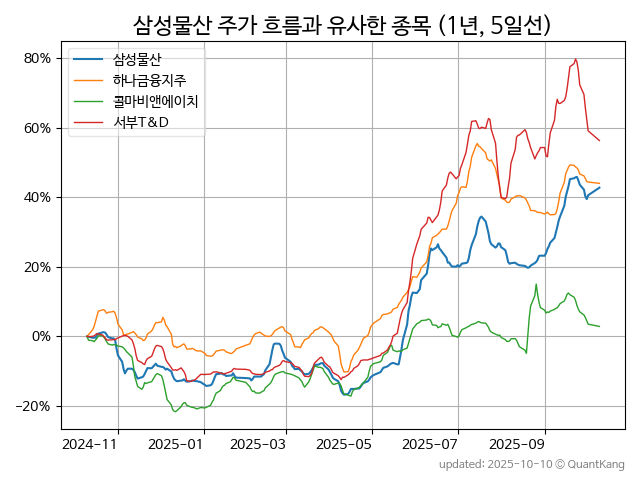 삼성물산 주가 흐름과 유사한 종목 (1년, 5일선)
삼성물산
하나금융지주
콜마비앤에이치
서부T&D
80%
60%
40%
20%
0%
−20%
2024-11
2025-01
2025-03
2025-05
2025-07
2025-09
updated: 2025-10-10 © QuantKang